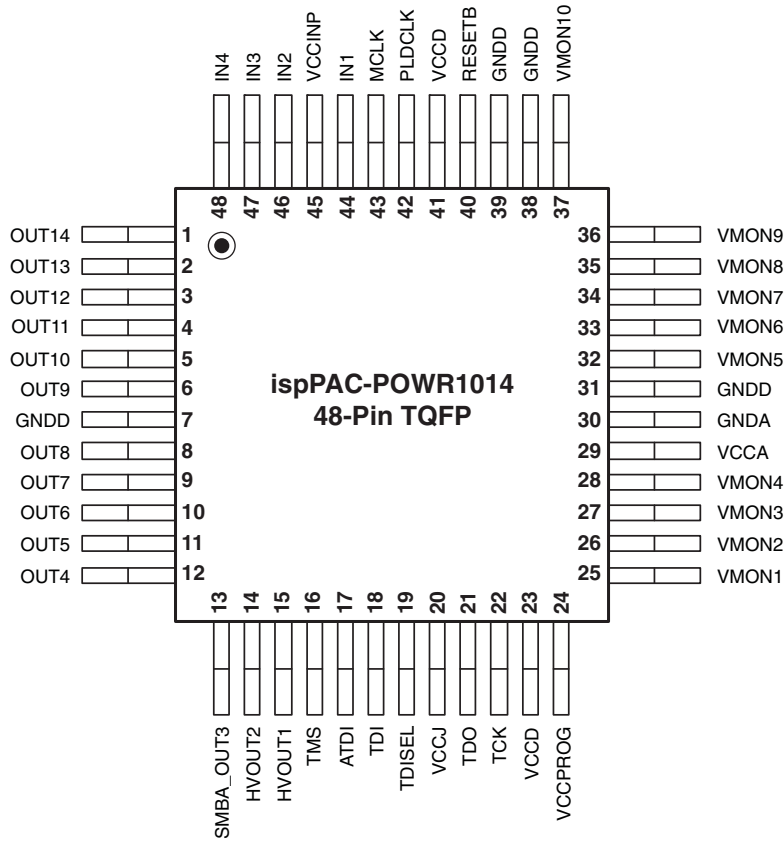 IN4
IN3
IN2
VCCINP
IN1
MCLK
PLDCLK
VCCD
RESETB
GNDD
GNDD
VMON10
48
47
46
45
44
43
42
41
40
39
38
37
OUT14 1
OUT13 2
OUT12 3
OUT11 4
OUT10 5
OUT9 6
GNDD 7
OUT8 8
OUT7 9
OUT6 10
OUT5 11
OUT4 12
ispPAC-POWR1014
48-Pin TQFP
36 VMON9
35 VMON8
34 VMON7
33 VMON6
32 VMON5
31 GNDD
30 GNDA
29 VCCA
28 VMON4
27 VMON3
26 VMON2
25 VMON1
13
14
15
16
17
18
19
20
21
22
23
24
SMBA_OUT3
HVOUT2
HVOUT1
TMS
ATDI
TDI
TDISEL
VCCJ
TDO
TCK
VCCD
VCCPROG